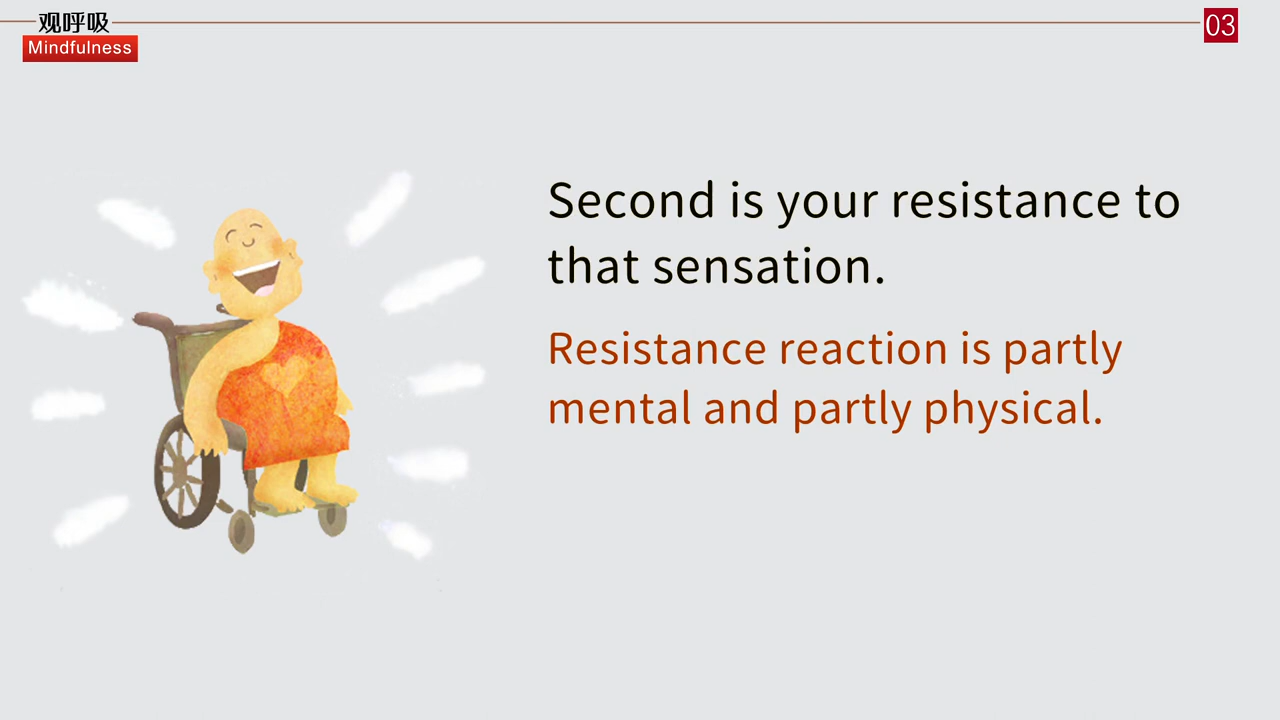 观呼吸
Mindfulness
03
Second is your resistance to
that sensation.
Resistance reaction is partly
mental and partly physical.